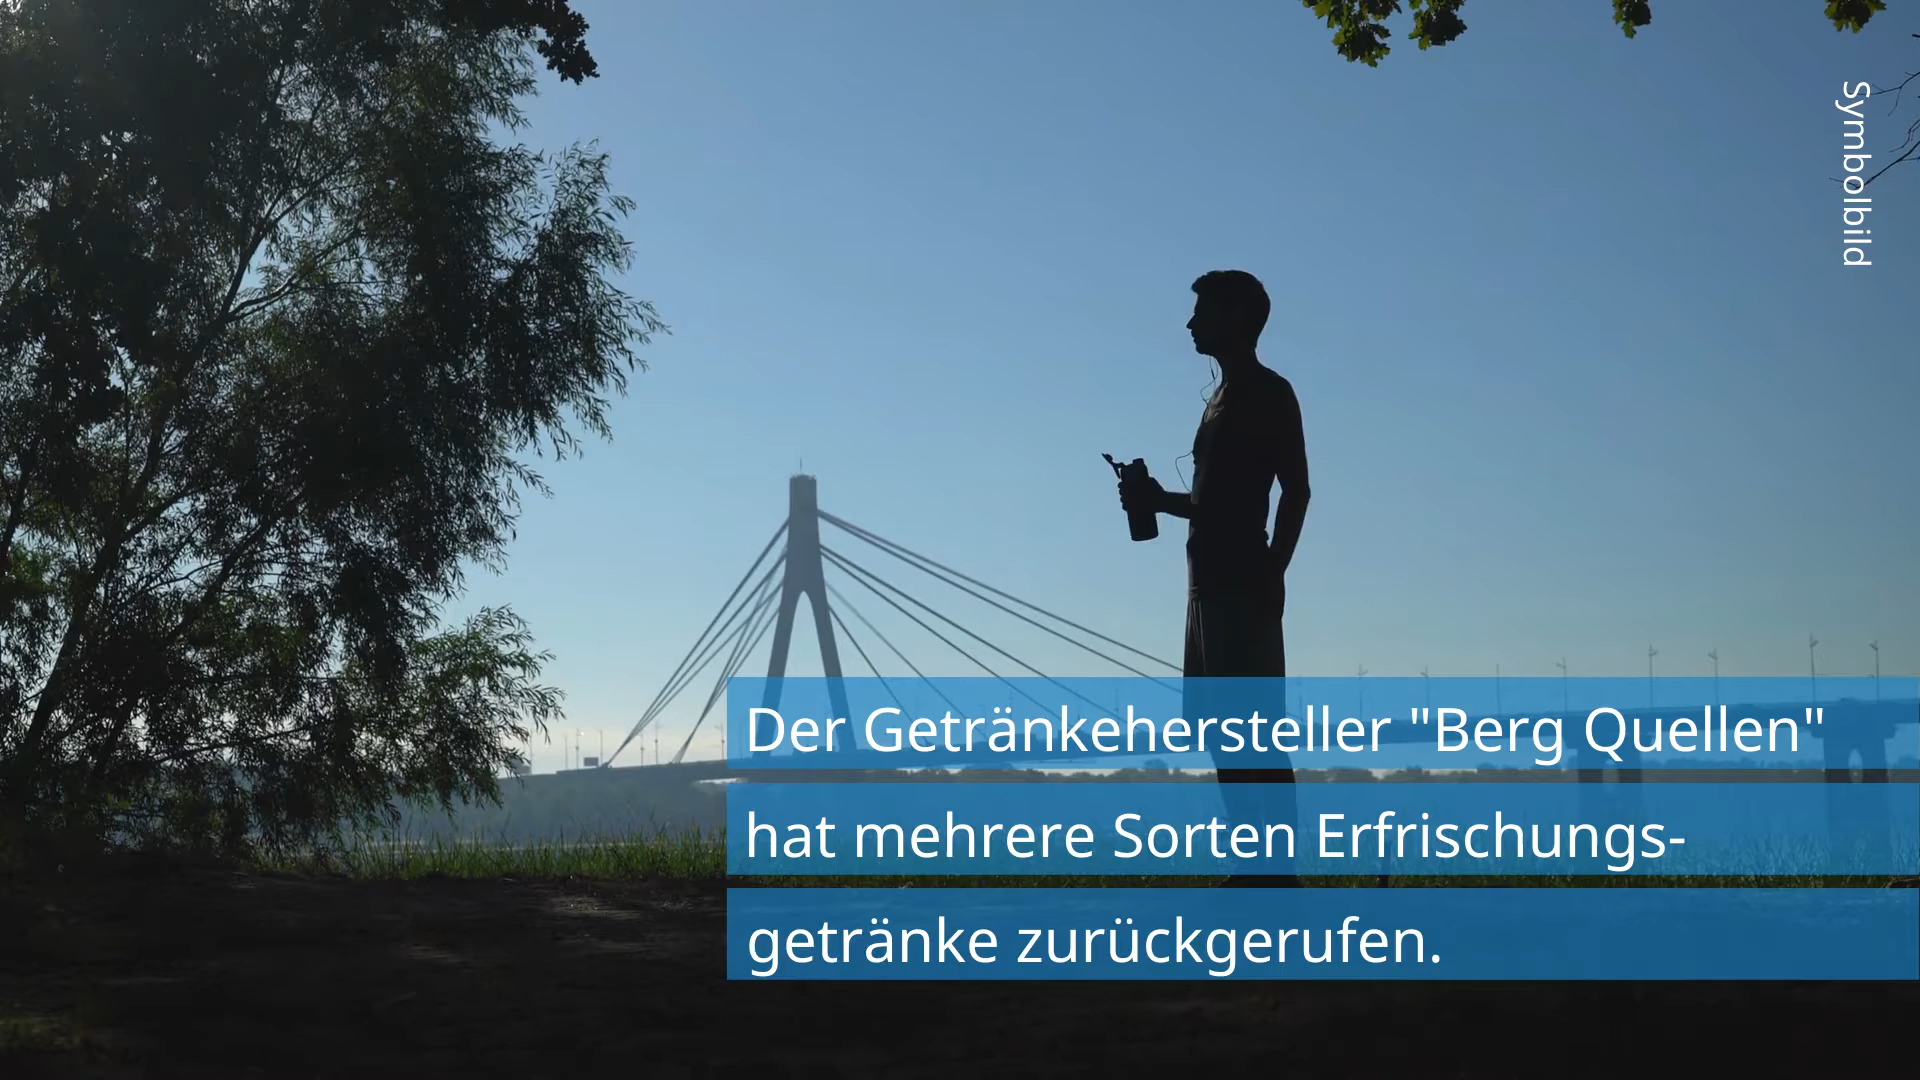 Symbolbild
Der Getränkehersteller "Berg Quellen"
hat mehrere Sorten Erfrischungs-
getränke zurückgerufen.